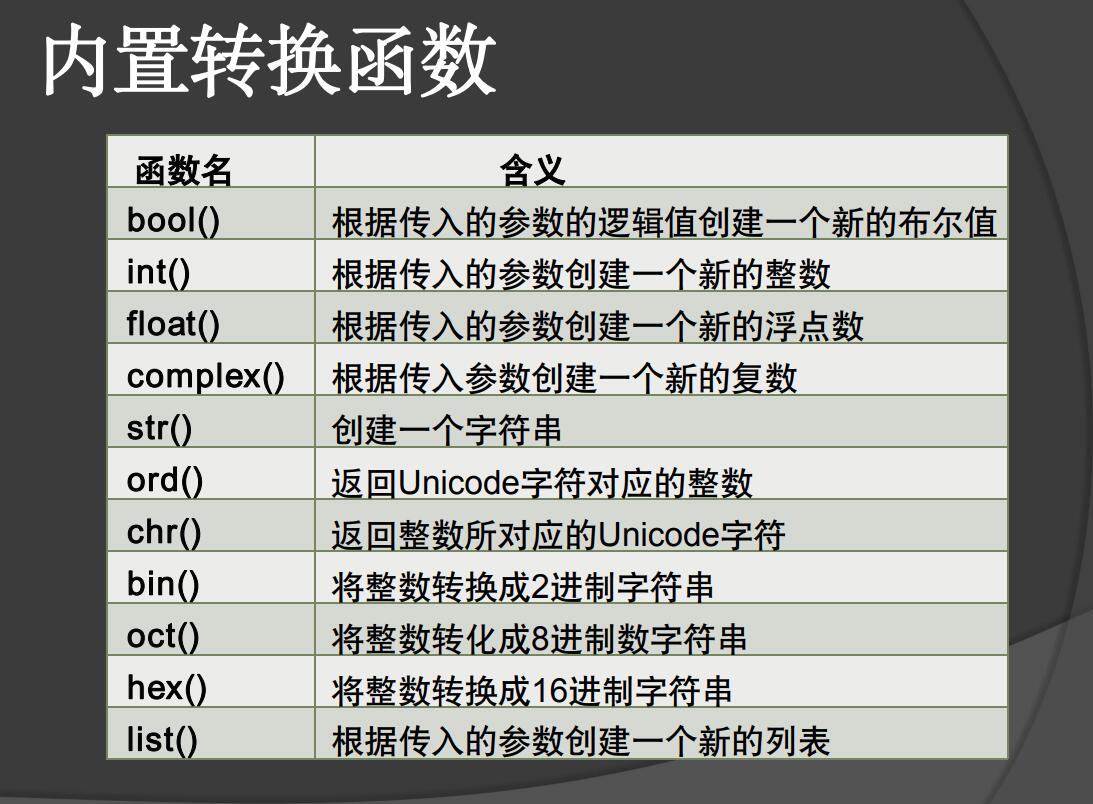 内置转换函数
函数名 含义
bool() 根据传入的参数的逻辑值创建一个新的布尔值
int() 根据传入的参数创建一个新的整数
float() 根据传入的参数创建一个新的浮点数
complex() 根据传入参数创建一个新的复数
str() 创建一个字符串
ord() 返回Unicode字符对应的整数
chr() 返回整数所对应的Unicode字符
bin() 将整数转换成2进制字符串
oct() 将整数转化成8进制数字符串
hex() 将整数转换成16进制字符串
list() 根据传入的参数创建一个新的列表